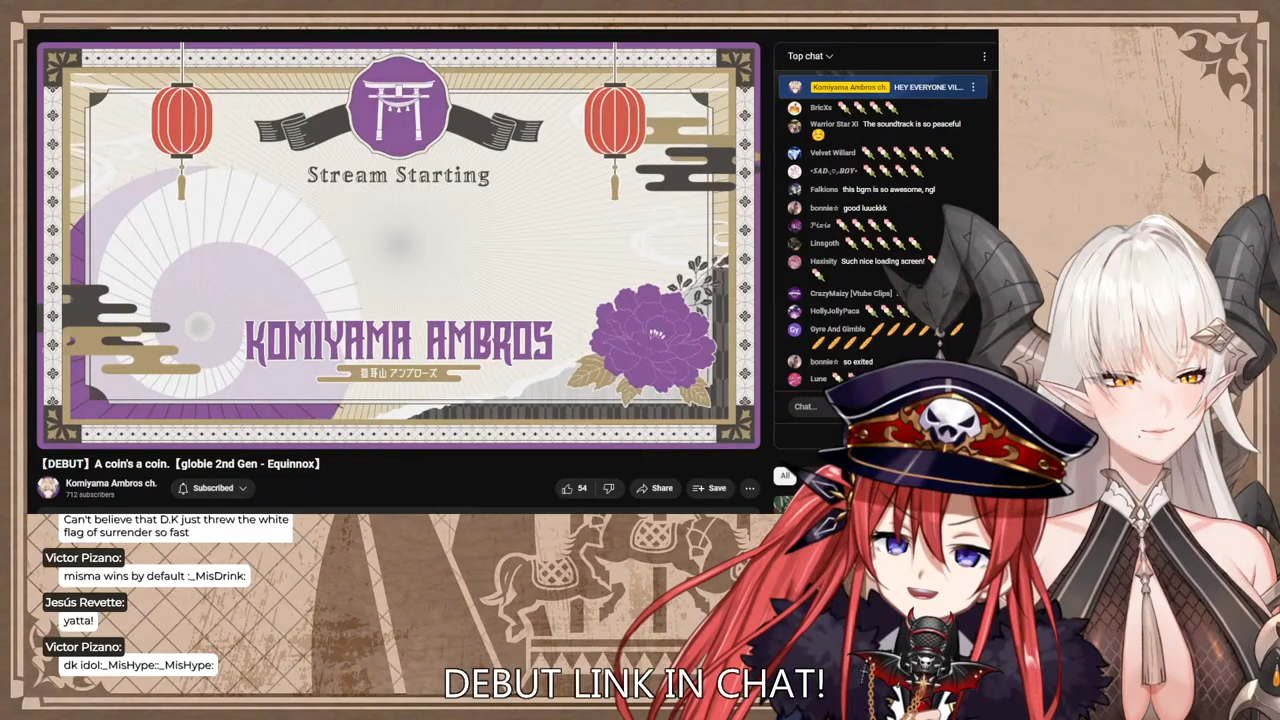 Stream Starting
KOMIYAMA AMBROS
アンブローズ
【DEBUT】A coin's a coin.【globie 2nd Gen - Equinnox】
Komiyama Ambros ch.
712 subscribers
Subscribed
54
Share
Save
Top chat
Komiyama Ambros ch. HEY EVERYONE VIL...
BricXs
Warrior Star XI The soundtrack is so peaceful
Velvet Willard
Falkions this bgm is so awesome, ngl
bonnie☆ good luuckkk
Pixie
Linsgoth
Haxisity Such nice loading screen!
CrazyMaizy [Vtube Clips]
HollyJollyPaca
Gy
Gyre And Gimble
bonnie☆ so exited
Lune
Chat...
All
Can't believe that D.K just threw the white
flag of surrender so fast
Victor Pizano:
misma wins by default :_MisDrink:
Jesús Revette:
yatta!
Victor Pizano:
dk idol:_MisHype::_MisHype:
DEBUT LINK IN CHAT!